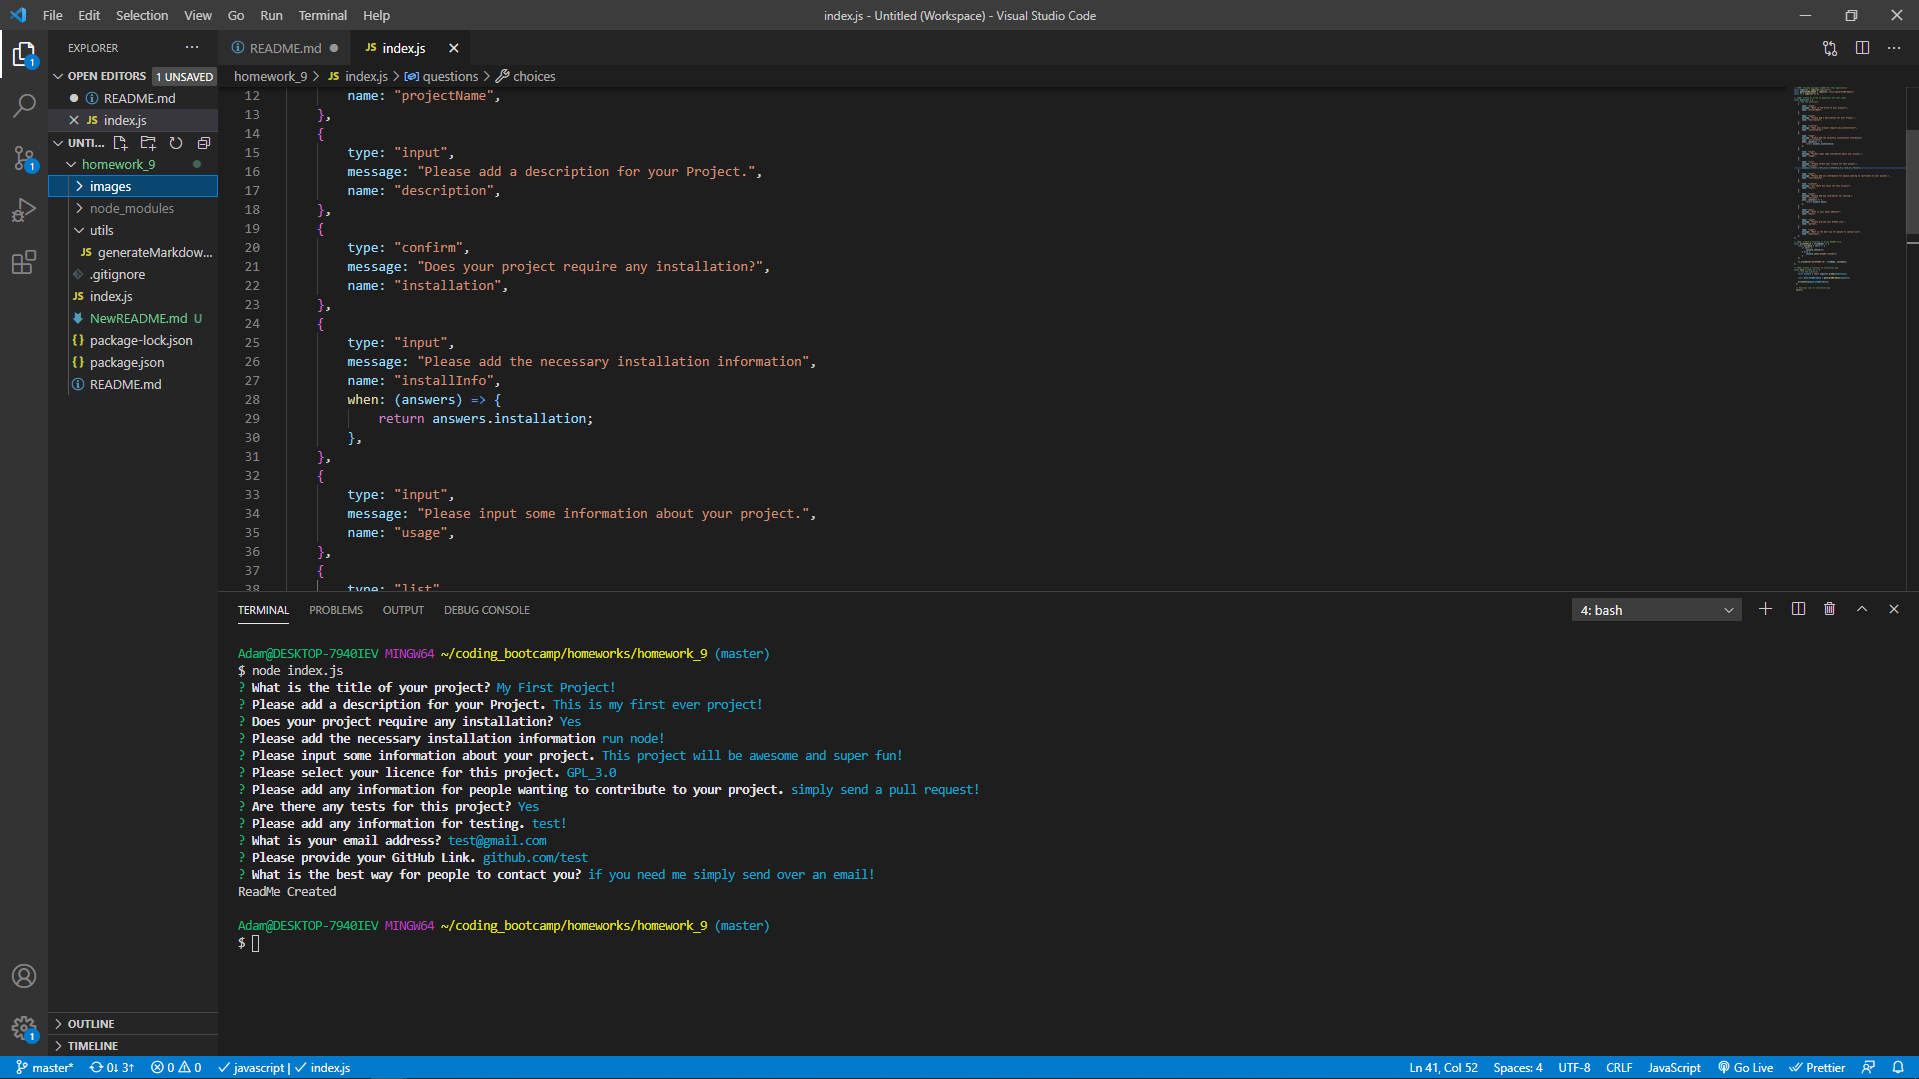 File Edit Selection View Go Run Terminal Help
index.js - Untitled (Workspace) - Visual Studio Code
EXPLORER
OPEN EDITORS 1 UNSAVED
README.md
JS index.js
UNTI...
homework_9
images
node_modules
utils
JS generateMarkdow...
.gitignore
JS index.js
NewREADME.md U
{} package-lock.json
{} package.json
README.md
OUTLINE
TIMELINE
1
1
1
README.md
JS index.js
homework_9 > JS index.js > questions > choices
12 name: "projectName",
13 },
14 {
15 type: "input",
16 message: "Please add a description for your Project.",
17 name: "description",
18 },
19 {
20 type: "confirm",
21 message: "Does your project require any installation?",
22 name: "installation",
23 },
24 {
25 type: "input",
26 message: "Please add the necessary installation information",
27 name: "installInfo",
28 when: (answers) => {
29 return answers.installation;
30 },
31 },
32 {
33 type: "input",
34 message: "Please input some information about your project.",
35 name: "usage",
36 },
37 {
38 type: "list"
TERMINAL PROBLEMS OUTPUT DEBUG CONSOLE
4: bash
Adam@DESKTOP-7940IEV MINGW64 ~/coding_bootcamp/homeworks/homework_9 (master)
$ node index.js
? What is the title of your project? My First Project!
? Please add a description for your Project. This is my first ever project!
? Does your project require any installation? Yes
? Please add the necessary installation information run node!
? Please input some information about your project. This project will be awesome and super fun!
? Please select your licence for this project. GPL_3.0
? Please add any information for people wanting to contribute to your project. simply send a pull request!
? Are there any tests for this project? Yes
? Please add any information for testing. test!
? What is your email address? test@gmail.com
? Please provide your GitHub Link. github.com/test
? What is the best way for people to contact you? if you need me simply send over an email!
ReadMe Created
Adam@DESKTOP-7940IEV MINGW64 ~/coding_bootcamp/homeworks/homework_9 (master)
$
master* 0↓ 3↑ 0 0 javascript | index.js
Ln 41, Col 52 Spaces: 4 UTF-8 CRLF JavaScript Go Live Prettier